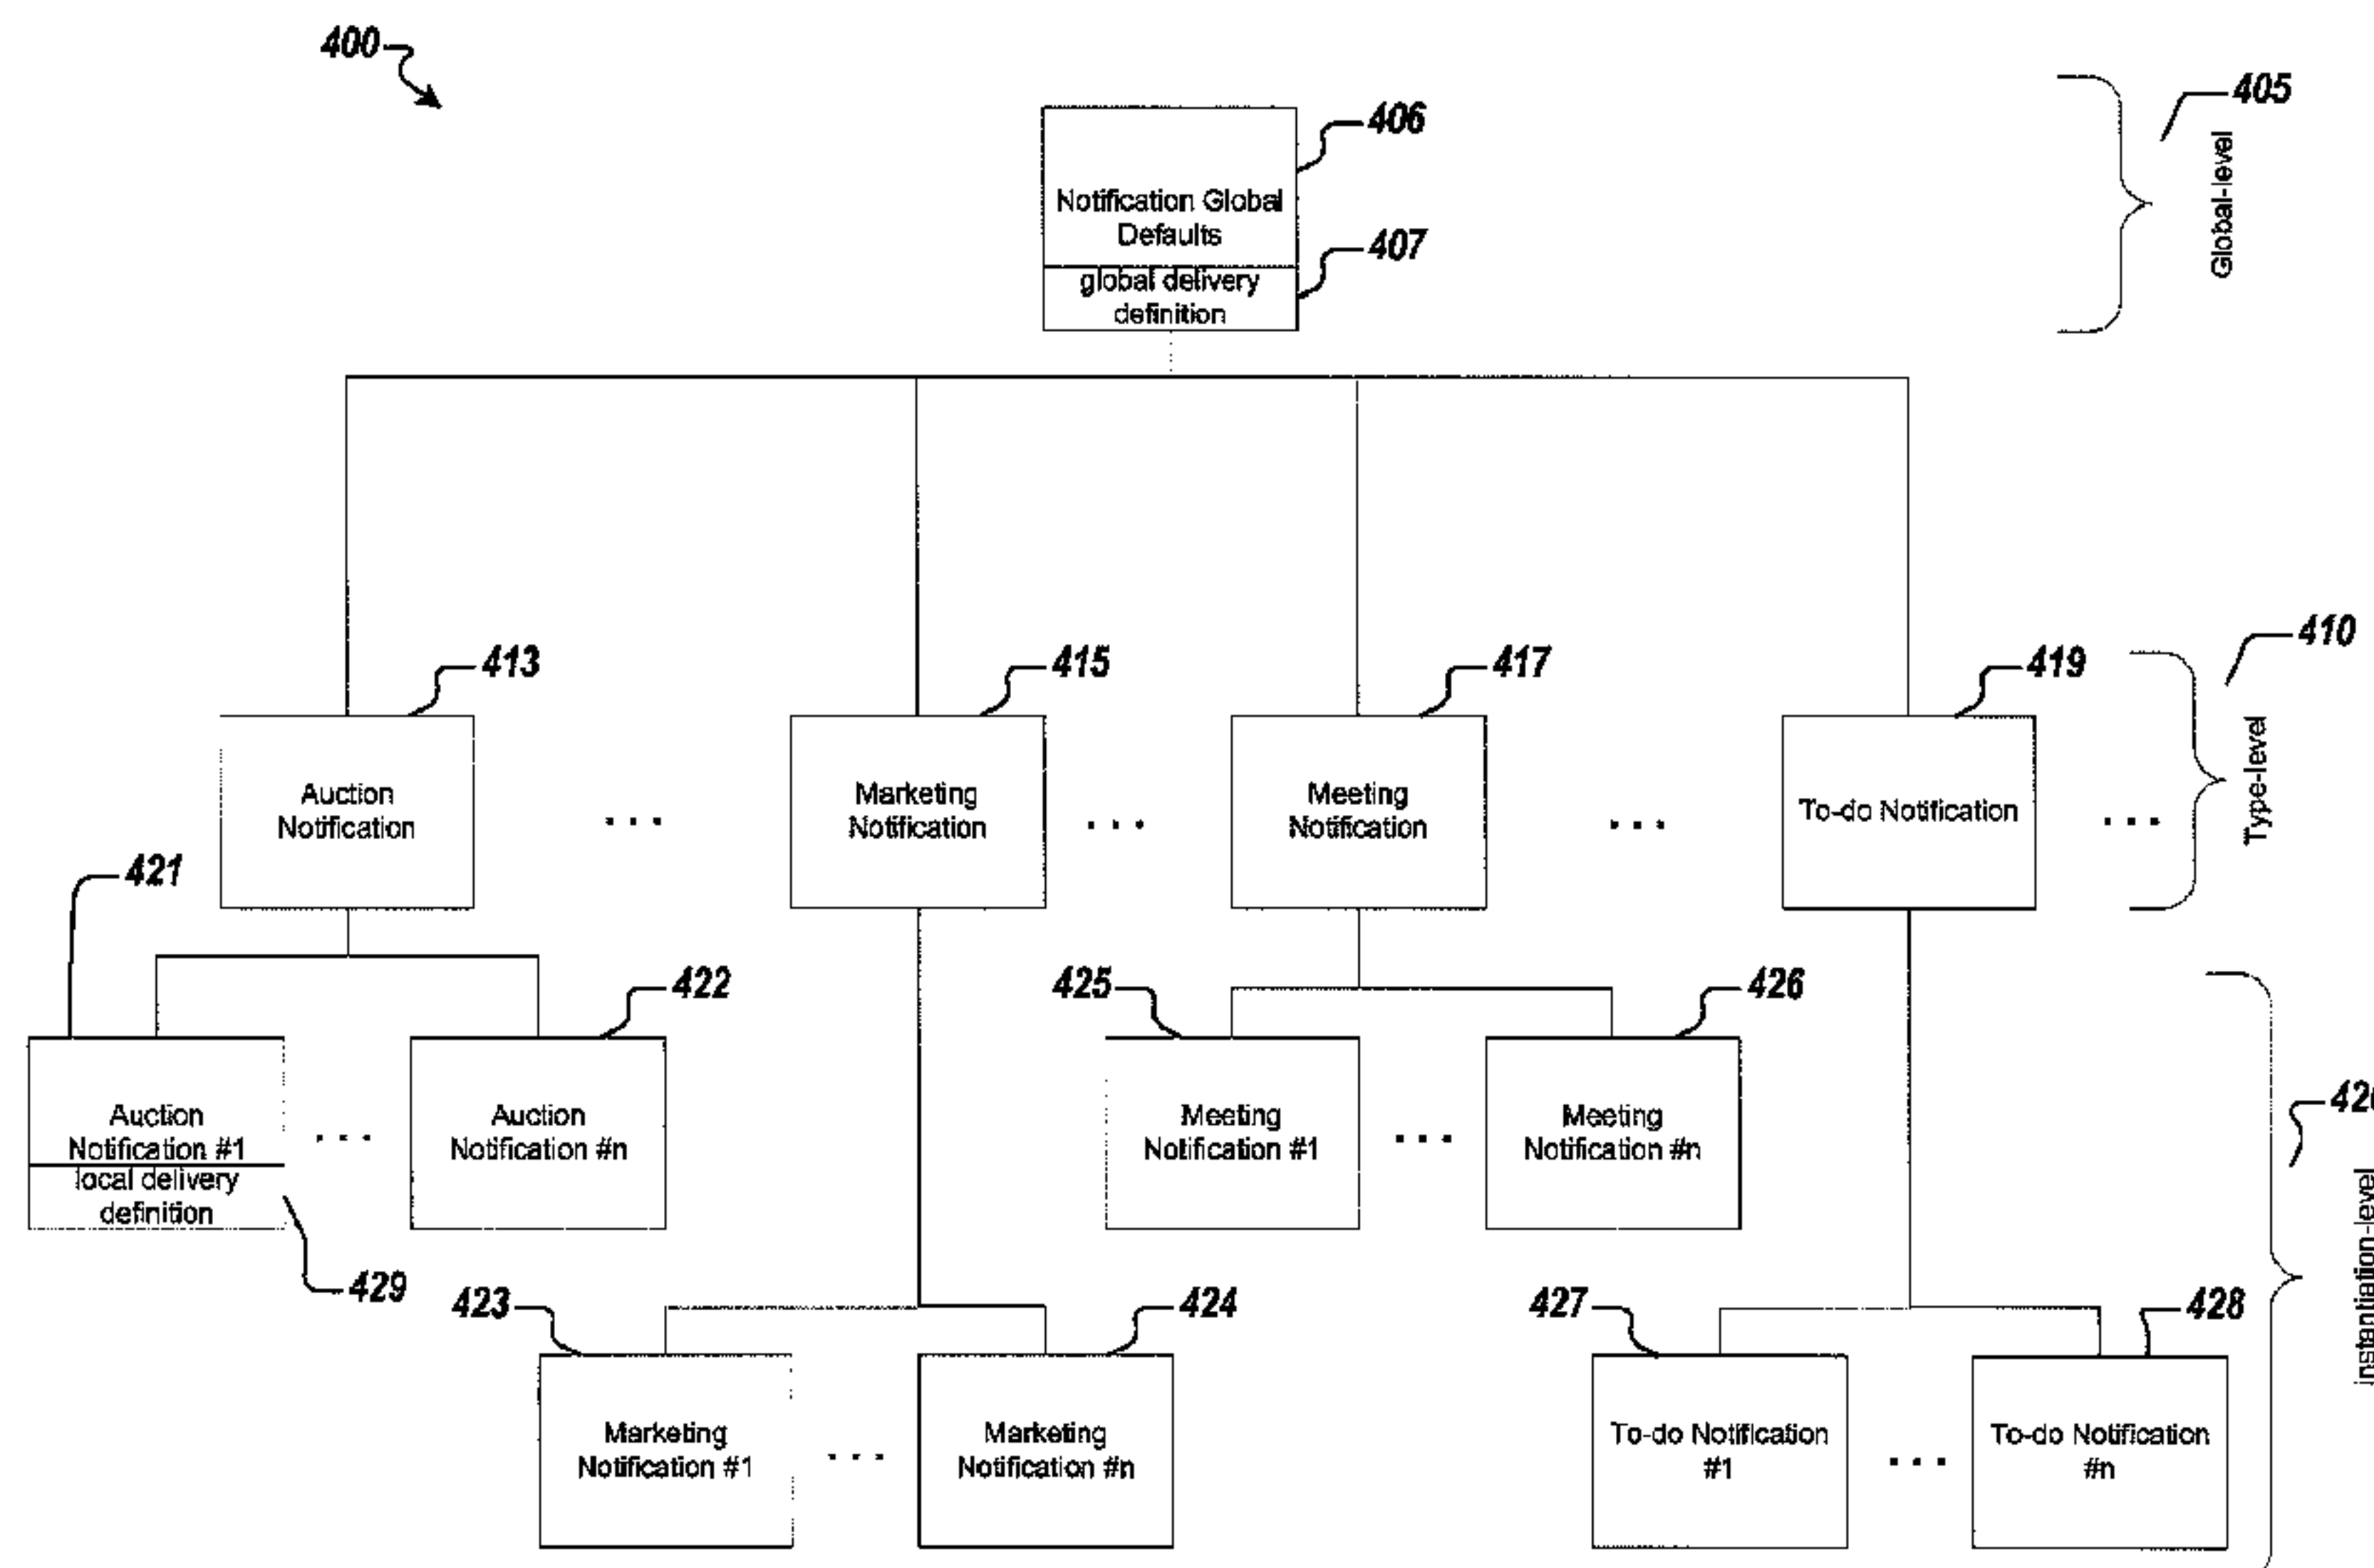 400
405
406
Global-level
Notification Global
Defaults
407
global delivery
definition
410
413
415
417
419
Type-level
Auction
Notification
...
Marketing
Notification
...
Meeting
Notification
...
To-do Notification
...
421
422
425
426
Auction
Notification #1
local delivery
definition
...
Auction
Notification #n
Meeting
Notification #1
...
Meeting
Notification #n
instantiation-level
429
423
424
427
428
Marketing
Notification #1
...
Marketing
Notification #n
To-do Notification
#1
...
To-do Notification
#n